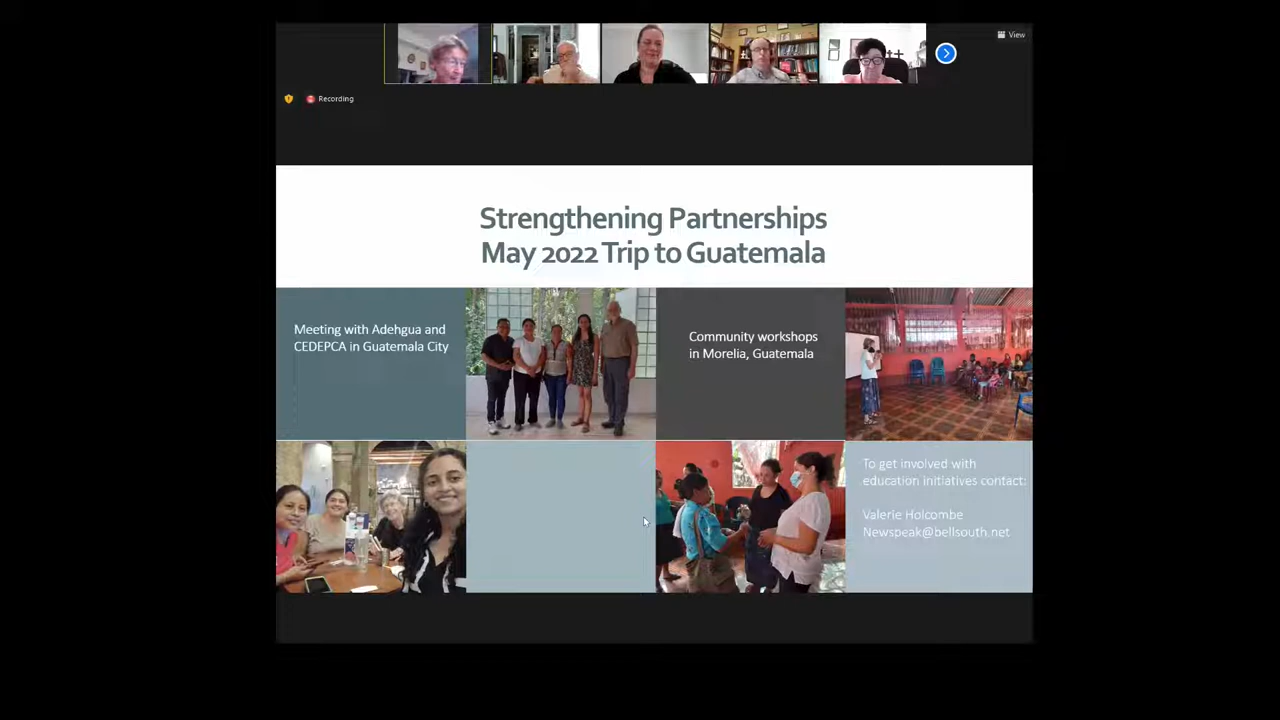 View
Recording
Strengthening Partnerships
May 2022 Trip to Guatemala
Meeting with Adehgua and
CEDEPCA in Guatemala City
Community workshops
in Morelia, Guatemala
To get involved with
education initiatives contact:
Valerie Holcombe
Newspeak@bellsouth.net